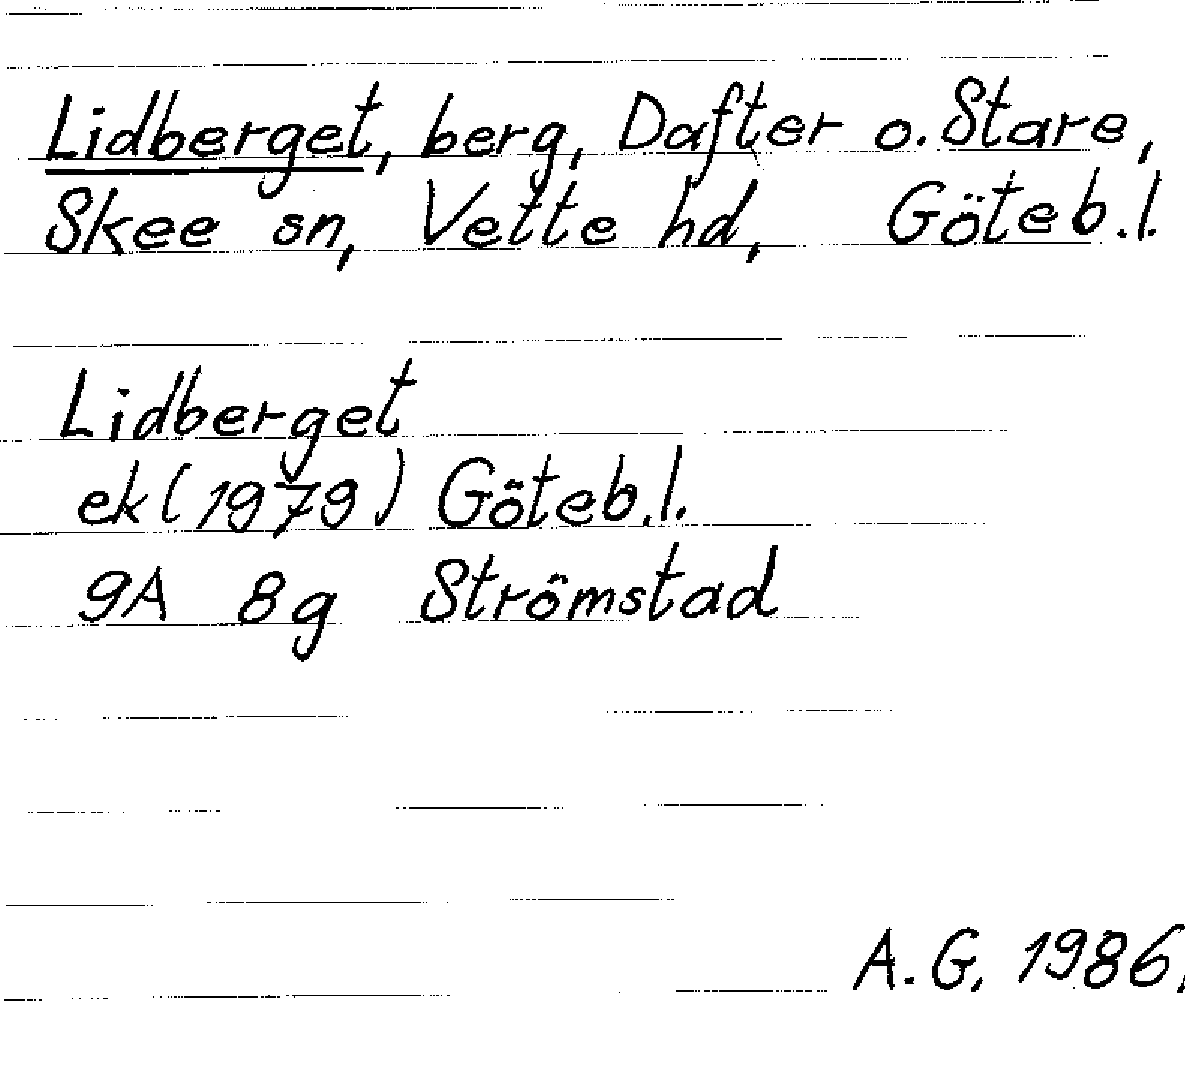 Lidberget, berg, Dafter o. Stare,
Skee sn, Vette hd, Göteb.l.
Lidberget
ek (1979) Göteb.l.
9A 8g Strömstad
A.G. 1986.